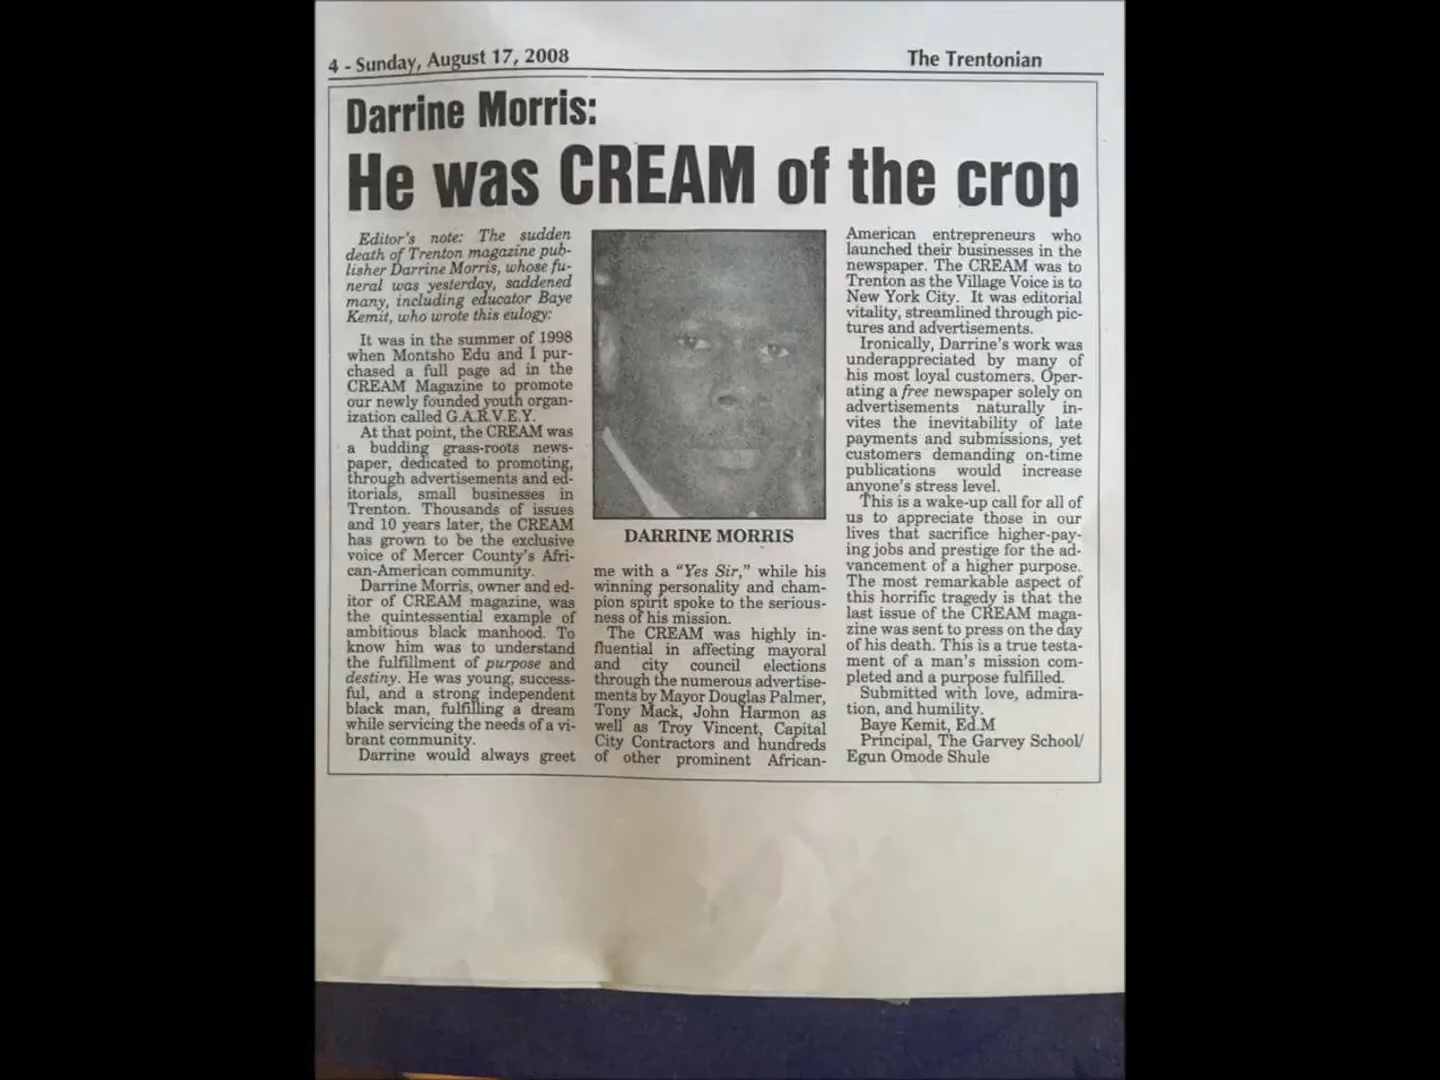 4 - Sunday, August 17, 2008
The Trentonian
Darrine Morris:
He was CREAM of the crop
Editor's note: The sudden
death of Trenton magazine pub-
lisher Darrine Morris, whose fu-
neral was yesterday, saddened
many, including educator Baye
Kemit, who wrote this eulogy:
It was in the summer of 1998
when Montsho Edu and I pur-
chased a full page ad in the
CREAM Magazine to promote
our newly founded youth organ-
ization called G.A.R.V.E.Y.
At that point, the CREAM was
a budding grass-roots news-
paper, dedicated to promoting,
through advertisements and ed-
itorials, small businesses in
Trenton. Thousands of issues
and 10 years later, the CREAM
has grown to be the exclusive
voice of Mercer County's Afri-
can-American community.
Darrine Morris, owner and ed-
itor of CREAM magazine, was
the quintessential example of
ambitious black manhood. To
know him was to understand
the fulfillment of purpose and
destiny. He was young, success-
ful, and a strong independent
black man, fulfilling a dream
while servicing the needs of a vi-
brant community.
Darrine would always greet
DARRINE MORRIS
me with a "Yes Sir," while his
winning personality and cham-
pion spirit spoke to the serious-
ness of his mission.
The CREAM was highly in-
fluential in affecting mayoral
and city council elections
through the numerous advertise-
ments by Mayor Douglas Palmer,
Tony Mack, John Harmon as
well as Troy Vincent, Capital
City Contractors and hundreds
of other prominent African-
American entrepreneurs who
launched their businesses in the
newspaper. The CREAM was to
Trenton as the Village Voice is to
New York City. It was editorial
vitality, streamlined through pic-
tures and advertisements.
Ironically, Darrine's work was
underappreciated by many of
his most loyal customers. Oper-
ating a free newspaper solely on
advertisements naturally in-
vites the inevitability of late
payments and submissions, yet
customers demanding on-time
publications would increase
anyone's stress level.
This is a wake-up call for all of
us to appreciate those in our
lives that sacrifice higher-pay-
ing jobs and prestige for the ad-
vancement of a higher purpose.
The most remarkable aspect of
this horrific tragedy is that the
last issue of the CREAM maga-
zine was sent to press on the day
of his death. This is a true testa-
ment of a man's mission com-
pleted and a purpose fulfilled.
Submitted with love, admira-
tion, and humility.
Baye Kemit, Ed.M
Principal, The Garvey School/
Egun Omode Shule